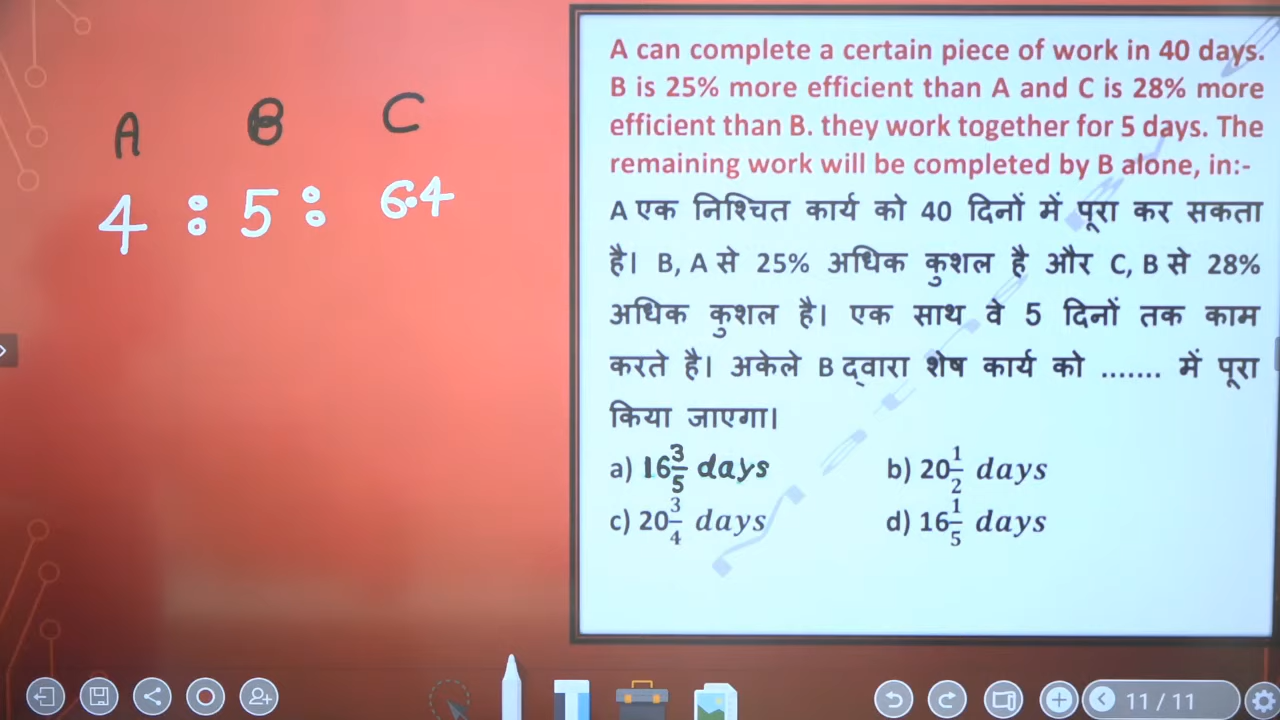 A B C
4 : 5 : 6.4
A can complete a certain piece of work in 40 days.
B is 25% more efficient than A and C is 28% more
efficient than B. they work together for 5 days. The
remaining work will be completed by B alone, in:-
A एक निश्चित कार्य को 40 दिनों में पूरा कर सकता
है। B, A से 25% अधिक कुशल है और C, B से 28%
अधिक कुशल है। एक साथ वे 5 दिनों तक काम
करते है। अकेले B द्वारा शेष कार्य को ....... में पूरा
किया जाएगा।
a) 16 3/5 days b) 20 1/2 days
c) 20 3/4 days d) 16 1/5 days
11 / 11